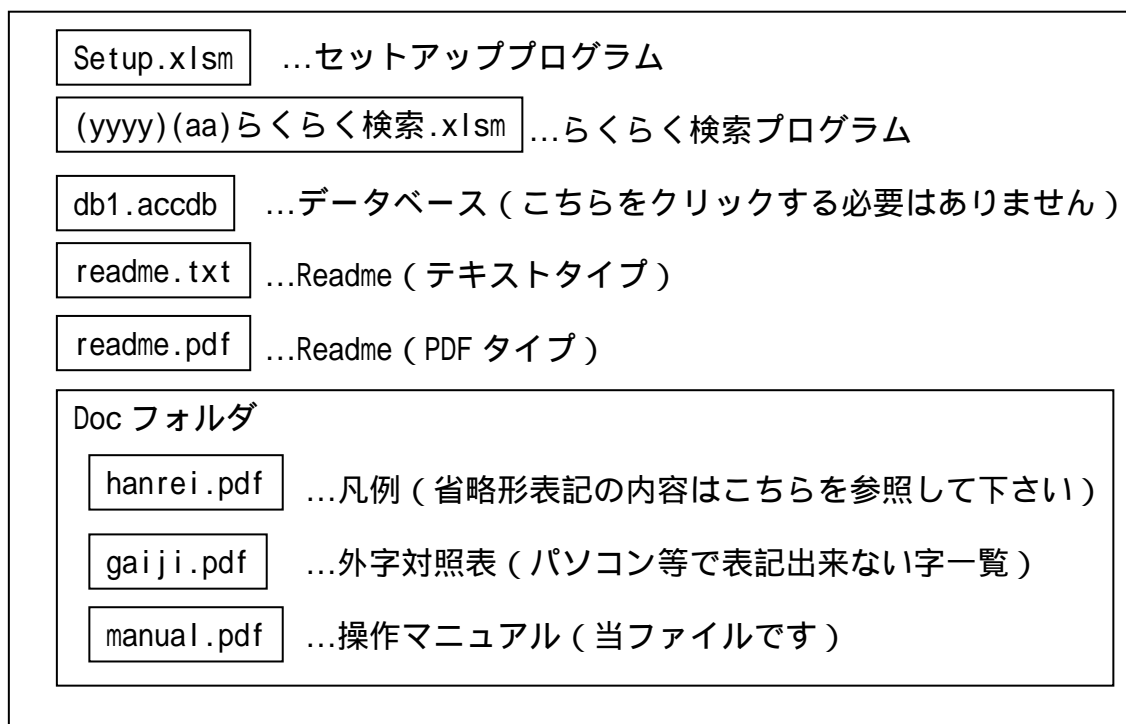 Setup.xlsm …セットアッププログラム
(yyyy)(aa)らくらく検索.xlsm …らくらく検索プログラム
db1.accdb …データベース（こちらをクリックする必要はありません）
readme.txt …Readme（テキストタイプ）
readme.pdf …Readme（PDF タイプ）
Doc フォルダ
hanrei.pdf …凡例（省略形表記の内容はこちらを参照して下さい）
gaiji.pdf …外字対照表（パソコン等で表記出来ない字一覧）
manual.pdf …操作マニュアル（当ファイルです）